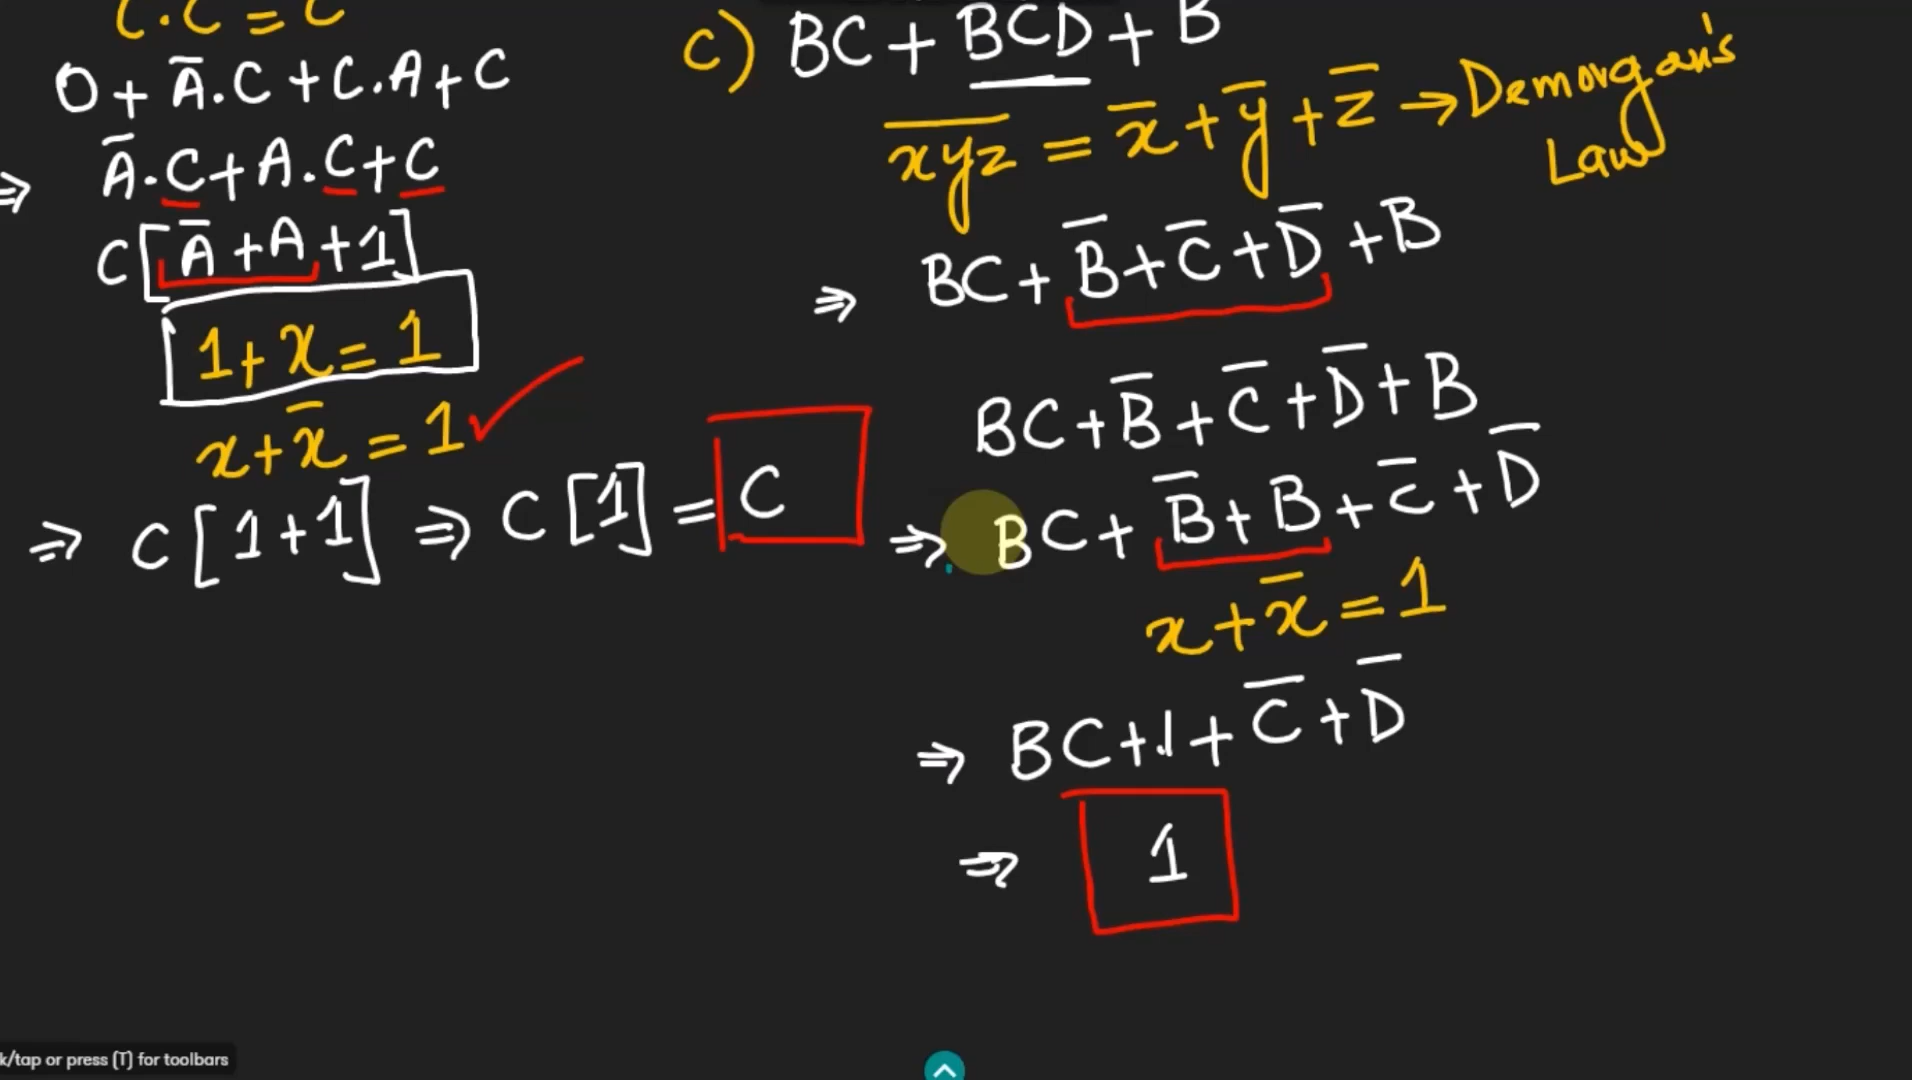 C.C = C
0 + A̅.C + C.A + C
⇒ A̅.C + A.C + C
C[A̅ + A + 1]
1 + x = 1
x + x̅ = 1 ✓
⇒ C[1+1] ⇒ C[1] = C
c) BC + BCD + B
x̅y̅z̅ = x̅ + y̅ + z̅ → Demorgan's Law
⇒ BC + B̅ + C̅ + D̅ + B
BC + B̅ + C̅ + D̅ + B
⇒ BC + B̅ + B + C̅ + D̅
x + x̅ = 1
⇒ BC + 1 + C̅ + D̅
⇒ 1
k/tap or press (T) for toolbars